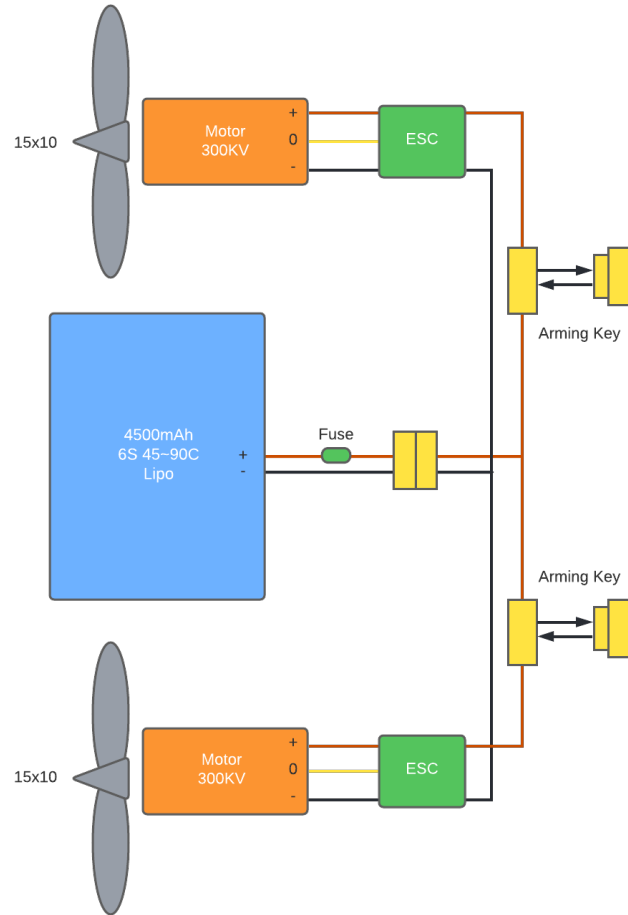 15x10
Motor
300KV
+
0
-
ESC
Arming Key
4500mAh
6S 45~90C
Lipo
+
-
Fuse
Arming Key
15x10
Motor
300KV
+
0
-
ESC